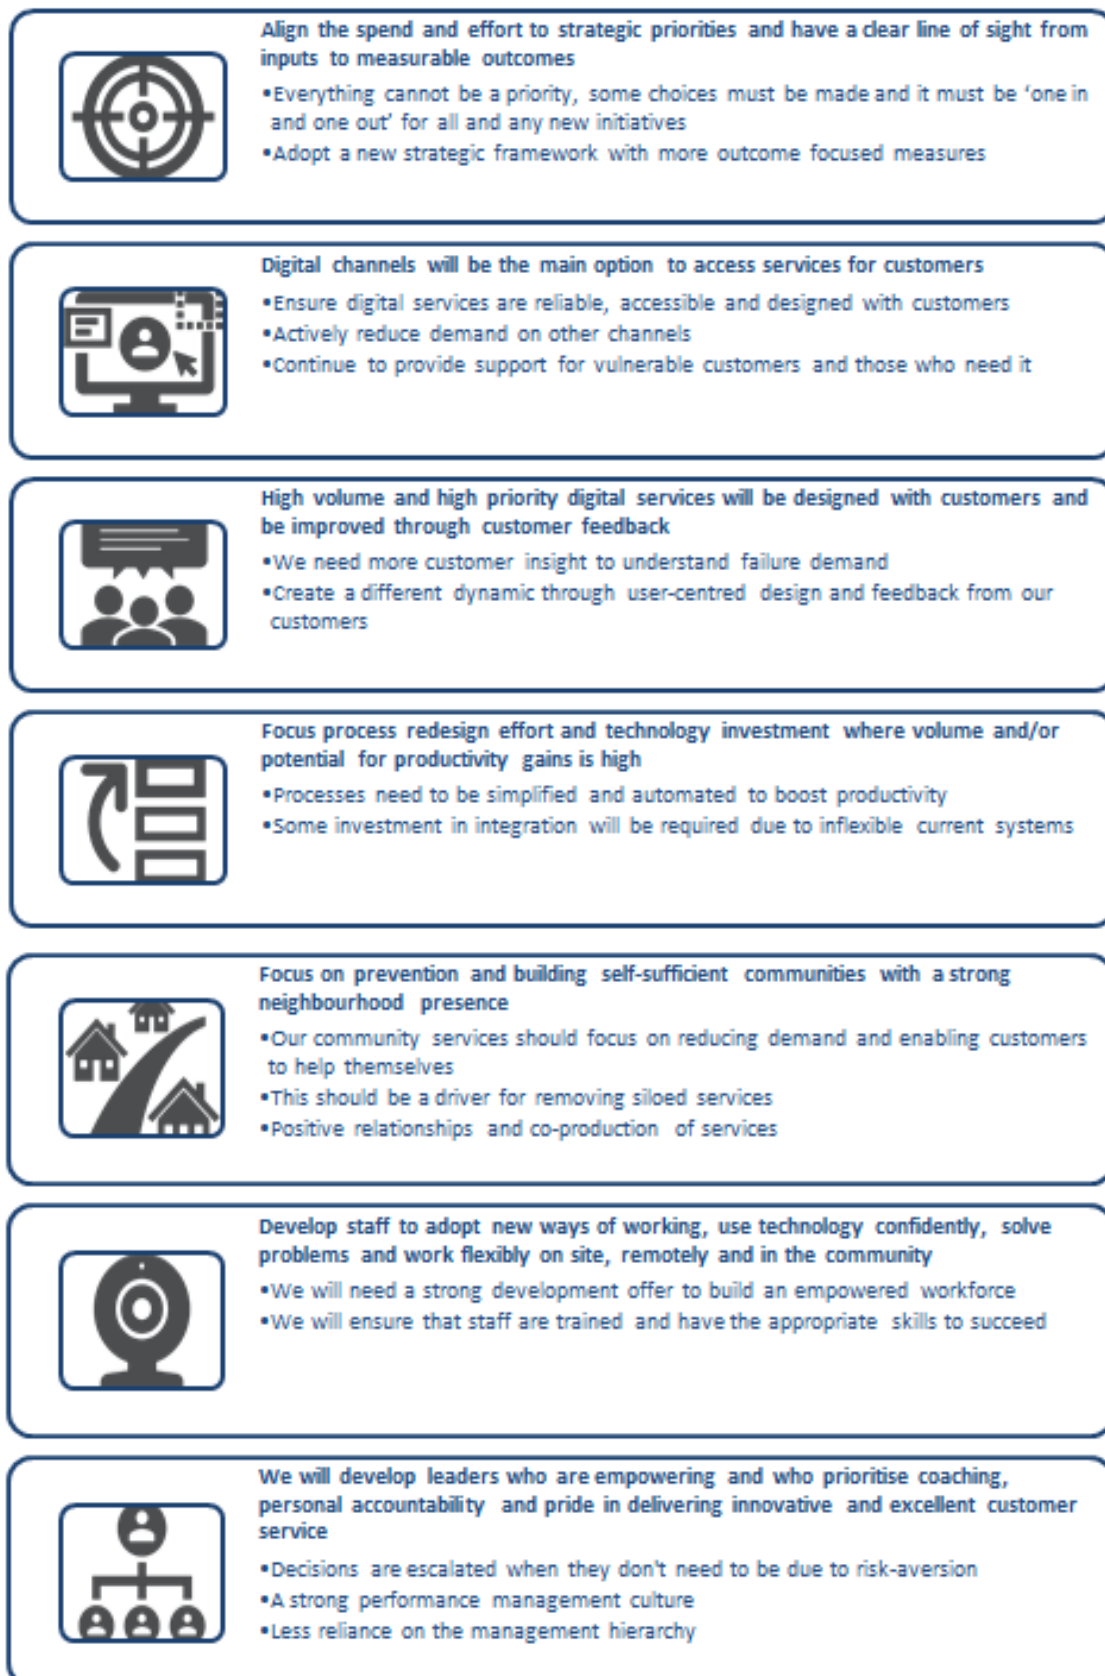 Align the spend and effort to strategic priorities and have a clear line of sight from
inputs to measurable outcomes
•Everything cannot be a priority, some choices must be made and it must be ‘one in
and one out’ for all and any new initiatives
•Adopt a new strategic framework with more outcome focused measures
Digital channels will be the main option to access services for customers
•Ensure digital services are reliable, accessible and designed with customers
•Actively reduce demand on other channels
•Continue to provide support for vulnerable customers and those who need it
High volume and high priority digital services will be designed with customers and
be improved through customer feedback
•We need more customer insight to understand failure demand
•Create a different dynamic through user-centred design and feedback from our
customers
Focus process redesign effort and technology investment where volume and/or
potential for productivity gains is high
•Processes need to be simplified and automated to boost productivity
•Some investment in integration will be required due to inflexible current systems
Focus on prevention and building self-sufficient communities with a strong
neighbourhood presence
•Our community services should focus on reducing demand and enabling customers
to help themselves
•This should be a driver for removing siloed services
•Positive relationships and co-production of services
Develop staff to adopt new ways of working, use technology confidently, solve
problems and work flexibly on site, remotely and in the community
•We will need a strong development offer to build an empowered workforce
•We will ensure that staff are trained and have the appropriate skills to succeed
We will develop leaders who are empowering and who prioritise coaching,
personal accountability and pride in delivering innovative and excellent customer
service
•Decisions are escalated when they don't need to be due to risk-aversion
•A strong performance management culture
•Less reliance on the management hierarchy